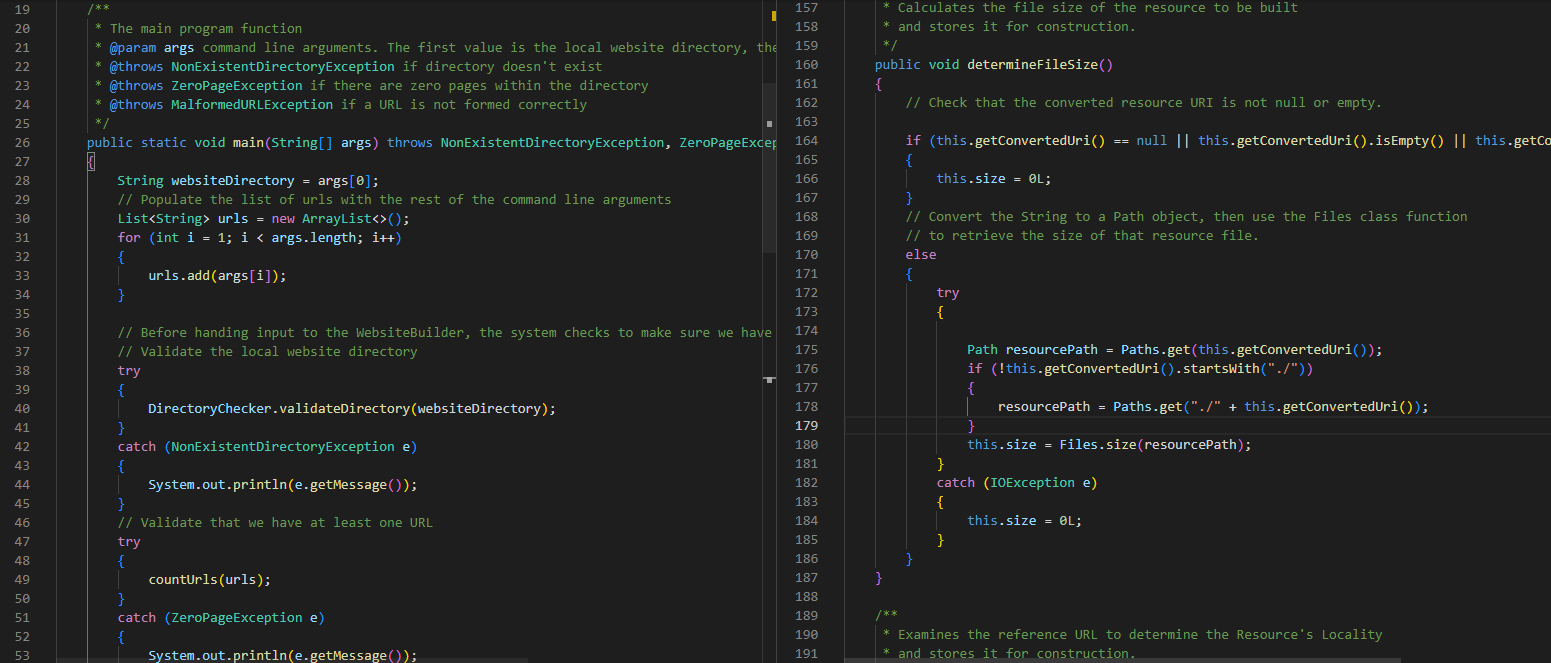 19 /**
20 * The main program function
21 * @param args command line arguments. The first value is the local website directory, the
22 * @throws NonExistentDirectoryException if directory doesn't exist
23 * @throws ZeroPageException if there are zero pages within the directory
24 * @throws MalformedURLException if a URL is not formed correctly
25 */
26 public static void main(String[] args) throws NonExistentDirectoryException, ZeroPageExcep
27 {
28 String websiteDirectory = args[0];
29 // Populate the list of urls with the rest of the command line arguments
30 List<String> urls = new ArrayList<>();
31 for (int i = 1; i < args.length; i++)
32 {
33 urls.add(args[i]);
34 }
35
36 // Before handing input to the WebsiteBuilder, the system checks to make sure we have
37 // Validate the local website directory
38 try
39 {
40 DirectoryChecker.validateDirectory(websiteDirectory);
41 }
42 catch (NonExistentDirectoryException e)
43 {
44 System.out.println(e.getMessage());
45 }
46 // Validate that we have at least one URL
47 try
48 {
49 countUrls(urls);
50 }
51 catch (ZeroPageException e)
52 {
53 System.out.println(e.getMessage());
157 * Calculates the file size of the resource to be built
158 * and stores it for construction.
159 */
160 public void determineFileSize()
161 {
162 // Check that the converted resource URI is not null or empty.
163
164 if (this.getConvertedUri() == null || this.getConvertedUri().isEmpty() || this.getCo
165 {
166 this.size = 0L;
167 }
168 // Convert the String to a Path object, then use the Files class function
169 // to retrieve the size of that resource file.
170 else
171 {
172 try
173 {
174
175 Path resourcePath = Paths.get(this.getConvertedUri());
176 if (!this.getConvertedUri().startsWith("./"))
177 {
178 resourcePath = Paths.get("./" + this.getConvertedUri());
179 }
180 this.size = Files.size(resourcePath);
181 }
182 catch (IOException e)
183 {
184 this.size = 0L;
185 }
186 }
187 }
188
189 /**
190 * Examines the reference URL to determine the Resource's Locality
191 * and stores it for construction.